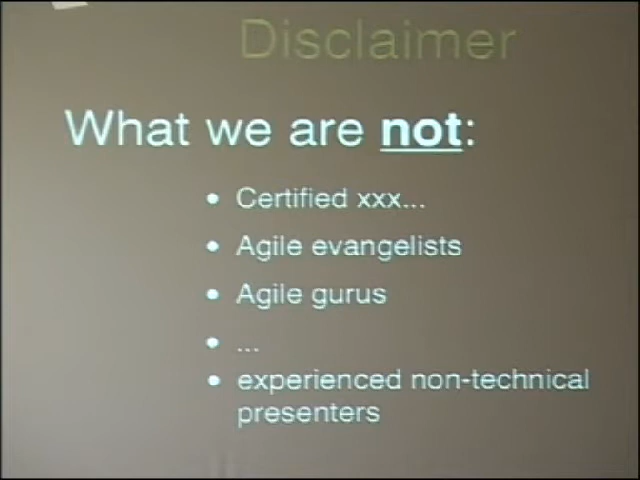 Disclaimer
What we are not:
• Certified xxx...
• Agile evangelists
• Agile gurus
• ...
• experienced non-technical
presenters